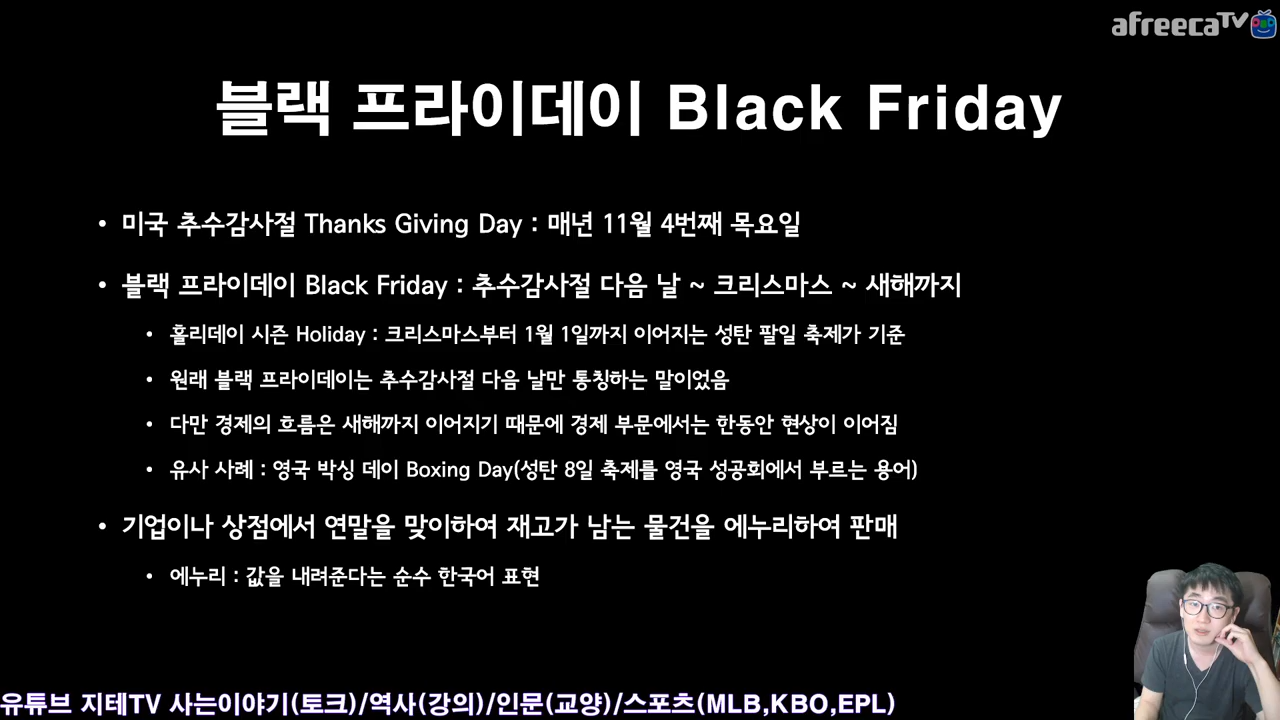 afreecaTV
블랙 프라이데이 Black Friday
• 미국 추수감사절 Thanks Giving Day : 매년 11월 4번째 목요일
• 블랙 프라이데이 Black Friday : 추수감사절 다음 날 ~ 크리스마스 ~ 새해까지
• 홀리데이 시즌 Holiday : 크리스마스부터 1월 1일까지 이어지는 성탄 팔일 축제가 기준
• 원래 블랙 프라이데이는 추수감사절 다음 날만 통칭하는 말이었음
• 다만 경제의 흐름은 새해까지 이어지기 때문에 경제 부문에서는 한동안 현상이 이어짐
• 유사 사례 : 영국 박싱 데이 Boxing Day(성탄 8일 축제를 영국 성공회에서 부르는 용어)
• 기업이나 상점에서 연말을 맞이하여 재고가 남는 물건을 에누리하여 판매
• 에누리 : 값을 내려준다는 순수 한국어 표현
유튜브 지테TV 사는이야기(토크)/역사(강의)/인문(교양)/스포츠(MLB,KBO,EPL)